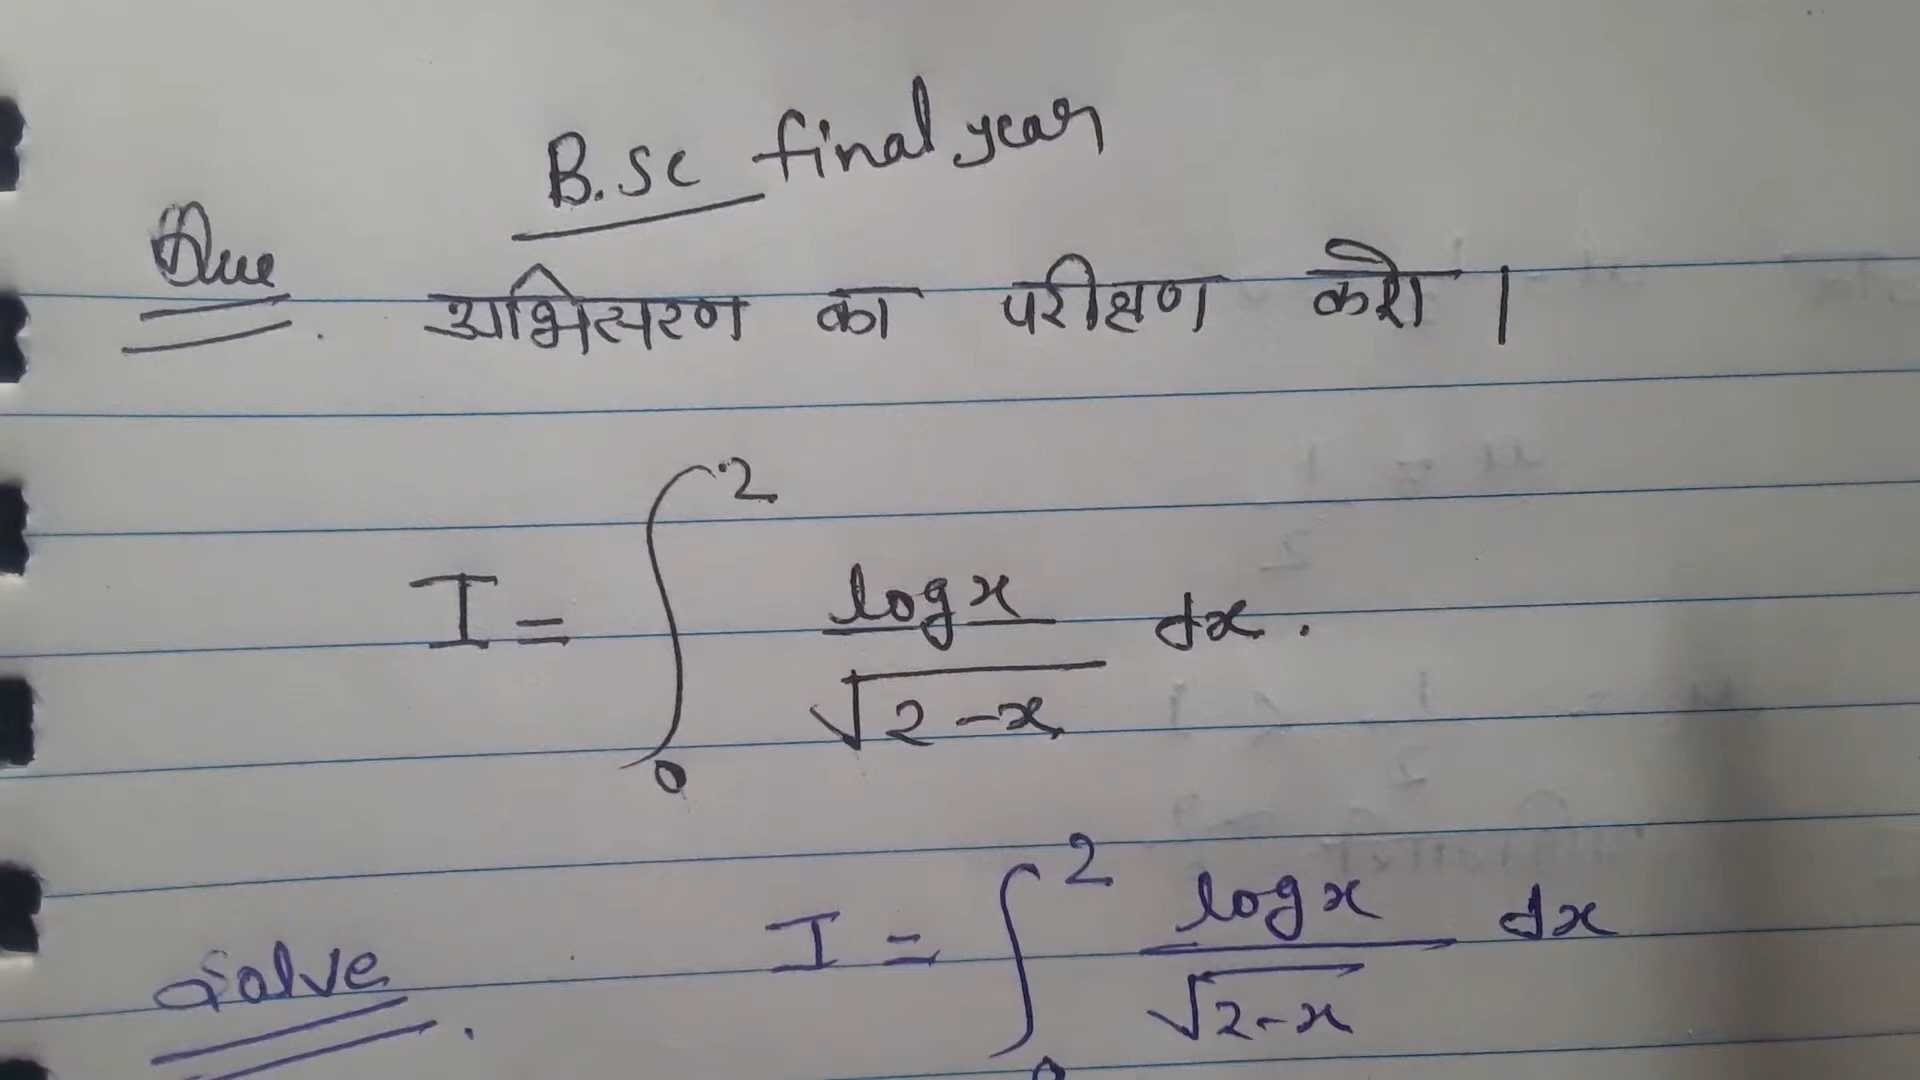 B.Sc final year
Que. अभिसरण का परीक्षण करो ।
I = ∫₀² log x / √(2-x) dx.
Solve. I = ∫₀² log x / √(2-x) dx